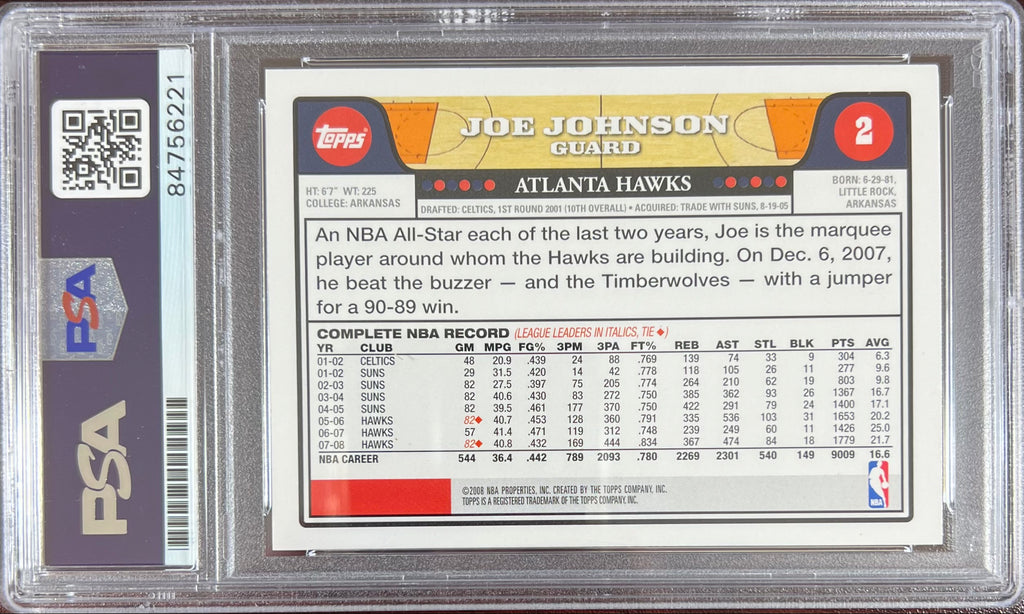 84756221
PSA
PSA
Topps
JOE JOHNSON
GUARD
2
ATLANTA HAWKS
HT: 6'7" WT: 225
COLLEGE: ARKANSAS
DRAFTED: CELTICS, 1ST ROUND 2001 (10TH OVERALL) • ACQUIRED: TRADE WITH SUNS, 8-19-05
BORN: 6-29-81,
LITTLE ROCK,
ARKANSAS
An NBA All-Star each of the last two years, Joe is the marquee
player around whom the Hawks are building. On Dec. 6, 2007,
he beat the buzzer — and the Timberwolves — with a jumper
for a 90-89 win.
COMPLETE NBA RECORD (LEAGUE LEADERS IN ITALICS, TIE ◆)
YR CLUB GM MPG FG% 3PM 3PA FT% REB AST STL BLK PTS AVG
01-02 CELTICS 48 20.9 .439 24 88 .769 139 74 33 9 304 6.3
01-02 SUNS 29 31.5 .420 14 42 .778 118 105 26 11 277 9.6
02-03 SUNS 82 27.5 .397 75 205 .774 264 210 62 19 803 9.8
03-04 SUNS 82 40.6 .430 83 272 .750 385 362 93 26 1367 16.7
04-05 SUNS 82 39.5 .461 177 370 .750 422 291 79 24 1400 17.1
05-06 HAWKS 82◆ 40.7 .453 128 360 .791 335 536 103 31 1653 20.2
06-07 HAWKS 57 41.4 .471 119 312 .748 239 249 60 11 1426 25.0
07-08 HAWKS 82◆ 40.8 .432 169 444 .834 367 474 84 18 1779 21.7
NBA CAREER 544 36.4 .442 789 2093 .780 2269 2301 540 149 9009 16.6
©2008 NBA PROPERTIES, INC. CREATED BY THE TOPPS COMPANY, INC.
TOPPS IS A REGISTERED TRADEMARK OF THE TOPPS COMPANY, INC.
NBA